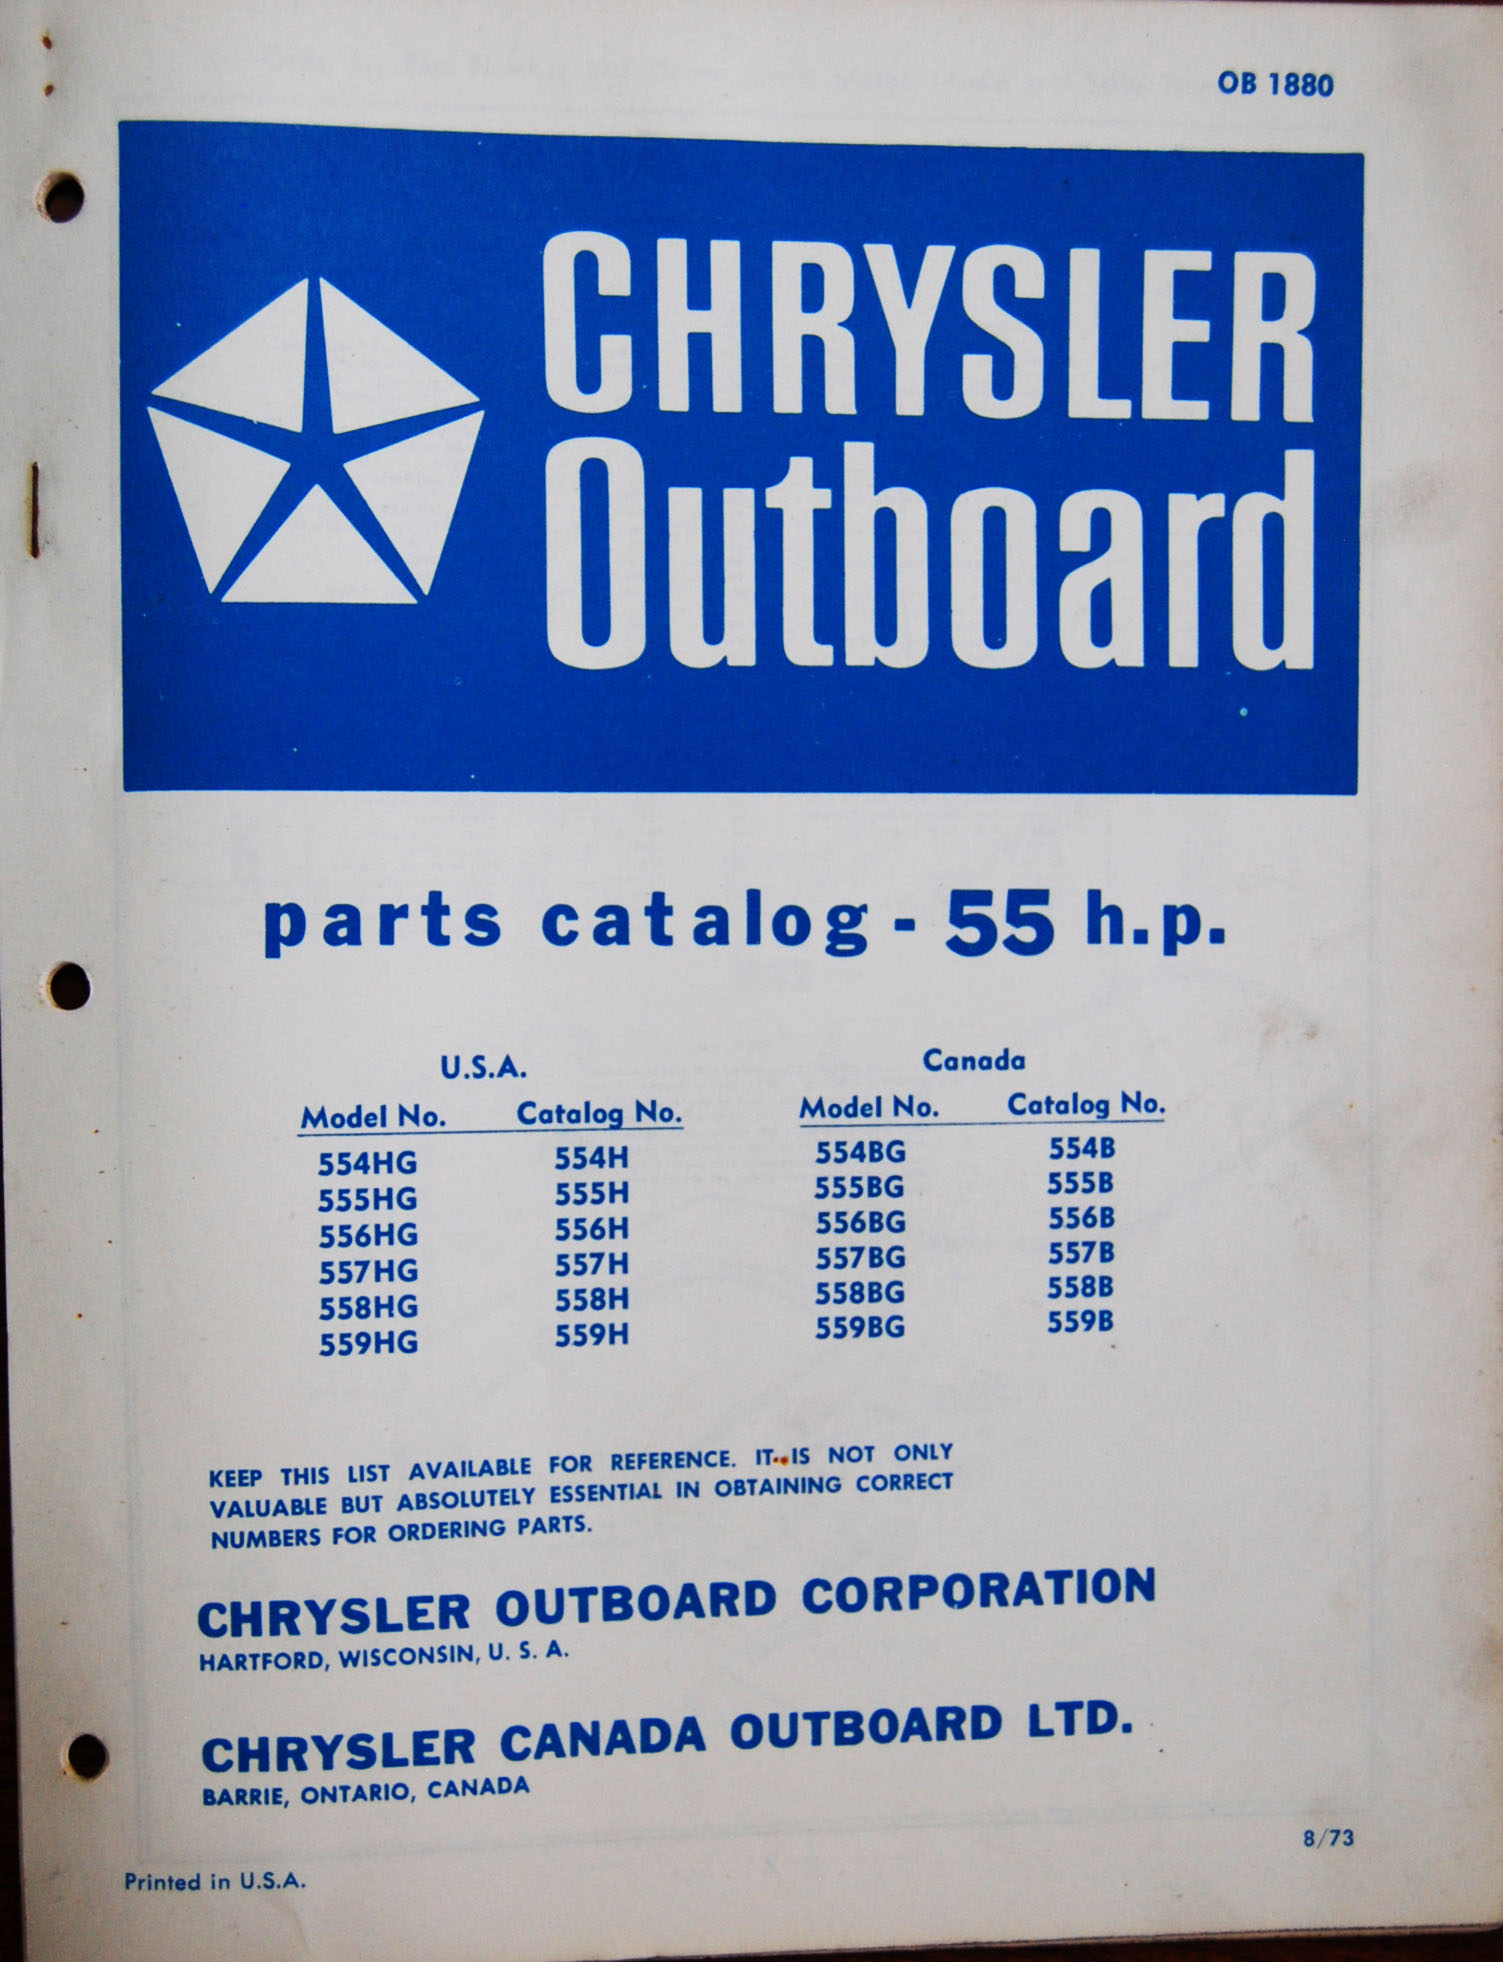 OB 1880
CHRYSLER
Outboard
parts catalog - 55 h.p.
U.S.A. Canada
Model No. Catalog No. Model No. Catalog No.
554HG 554H 554BG 554B
555HG 555H 555BG 555B
556HG 556H 556BG 556B
557HG 557H 557BG 557B
558HG 558H 558BG 558B
559HG 559H 559BG 559B
KEEP THIS LIST AVAILABLE FOR REFERENCE. IT IS NOT ONLY
VALUABLE BUT ABSOLUTELY ESSENTIAL IN OBTAINING CORRECT
NUMBERS FOR ORDERING PARTS.
CHRYSLER OUTBOARD CORPORATION
HARTFORD, WISCONSIN, U. S. A.
CHRYSLER CANADA OUTBOARD LTD.
BARRIE, ONTARIO, CANADA
8/73
Printed in U.S.A.